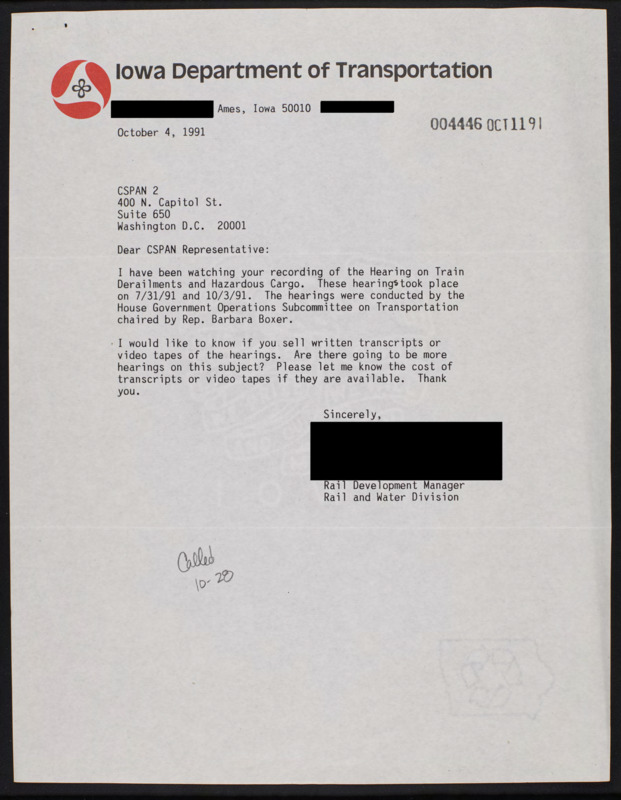 Iowa Department of Transportation
Ames, Iowa 50010
October 4, 1991
004446 OCT1191
CSPAN 2
400 N. Capitol St.
Suite 650
Washington D.C. 20001
Dear CSPAN Representative:
I have been watching your recording of the Hearing on Train
Derailments and Hazardous Cargo. These hearings took place
on 7/31/91 and 10/3/91. The hearings were conducted by the
House Government Operations Subcommittee on Transportation
chaired by Rep. Barbara Boxer.
I would like to know if you sell written transcripts or
video tapes of the hearings. Are there going to be more
hearings on this subject? Please let me know the cost of
transcripts or video tapes if they are available. Thank
you.
Sincerely,
Rail Development Manager
Rail and Water Division
Called
10-28